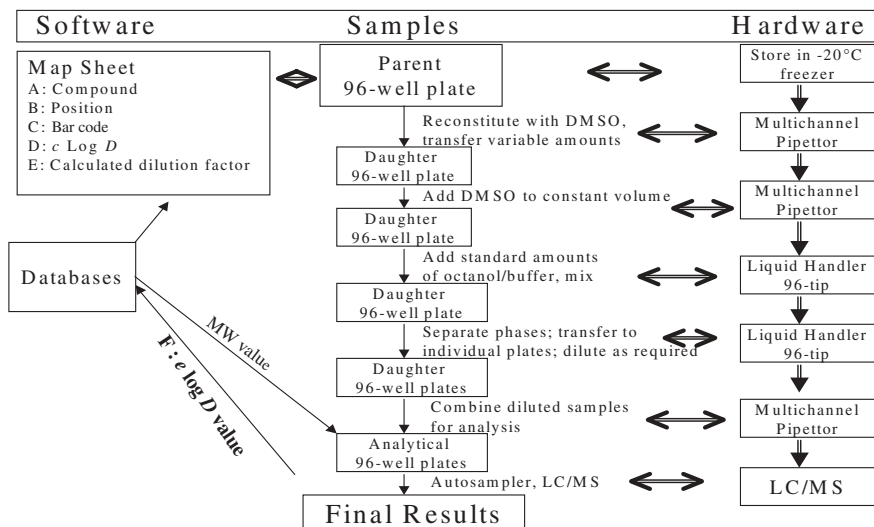 Software Samples Hardware
Map Sheet
A: Compound
B: Position
C: Bar code
D: c Log D
E: Calculated dilution factor
Databases
MW value
F: e log D value
Parent
96-well plate
Reconstitute with DMSO,
transfer variable amounts
Daughter
96-well plate
Add DMSO to constant volume
Daughter
96-well plate
Add standard amounts
of octanol/buffer, mix
Daughter
96-well plate
Separate phases; transfer to
individual plates; dilute as required
Daughter
96-well plates
Combine diluted samples
for analysis
Analytical
96-well plates
Autosampler, LC/MS
Final Results
Store in -20°C
freezer
Multichannel
Pipettor
Multichannel
Pipettor
Liquid Handler
96-tip
Liquid Handler
96-tip
Multichannel
Pipettor
LC/MS